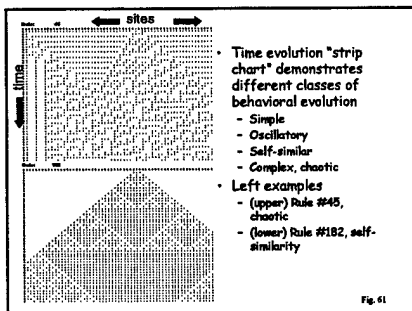 sites
time
• Time evolution "strip
chart" demonstrates
different classes of
behavioral evolution
– Simple
– Oscillatory
– Self-similar
– Complex, chaotic
• Left examples
– (upper) Rule #45,
chaotic
– (lower) Rule #182, self-
similarity
Fig. 61